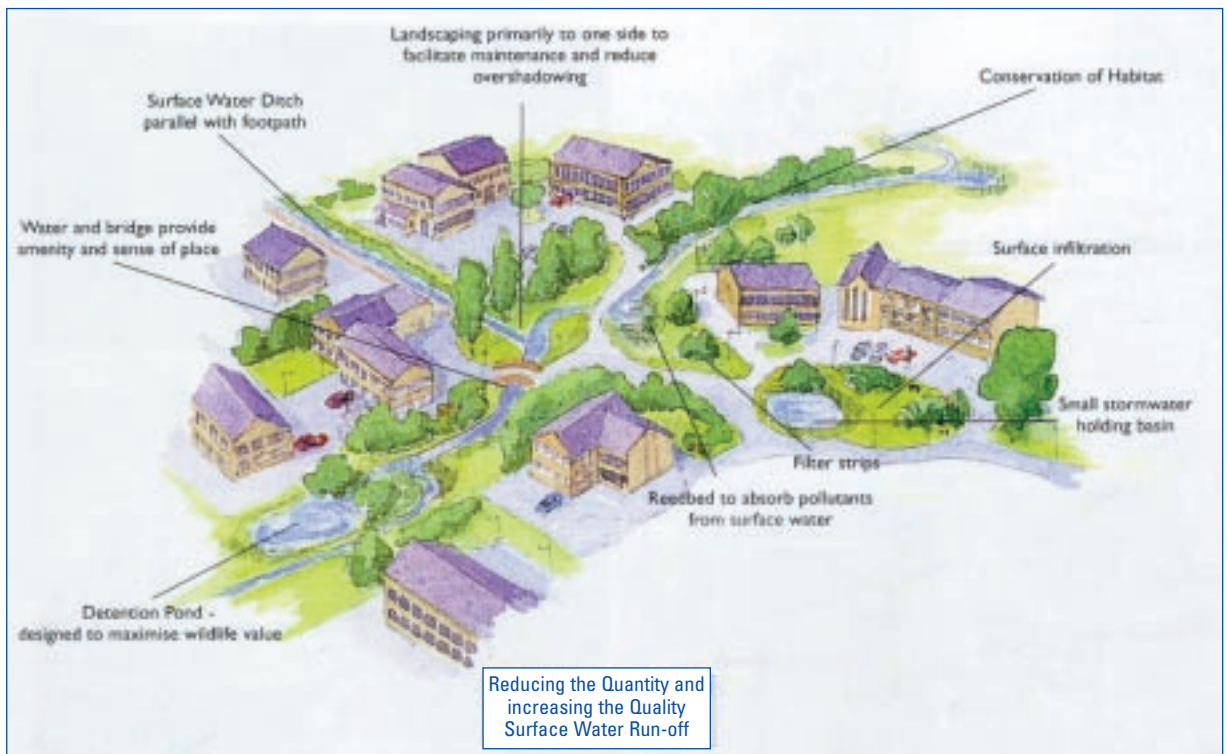 Landscaping primarily to one side to
facilitate maintenance and reduce
overshadowing
Conservation of Habitat
Surface Water Ditch
parallel with footpath
Water and bridge provide
amenity and sense of place
Surface infiltration
Small stormwater
holding basin
Filter strips
Reedbed to absorb pollutants
from surface water
Detention Pond -
designed to maximise wildlife value
Reducing the Quantity and
increasing the Quality
Surface Water Run-off